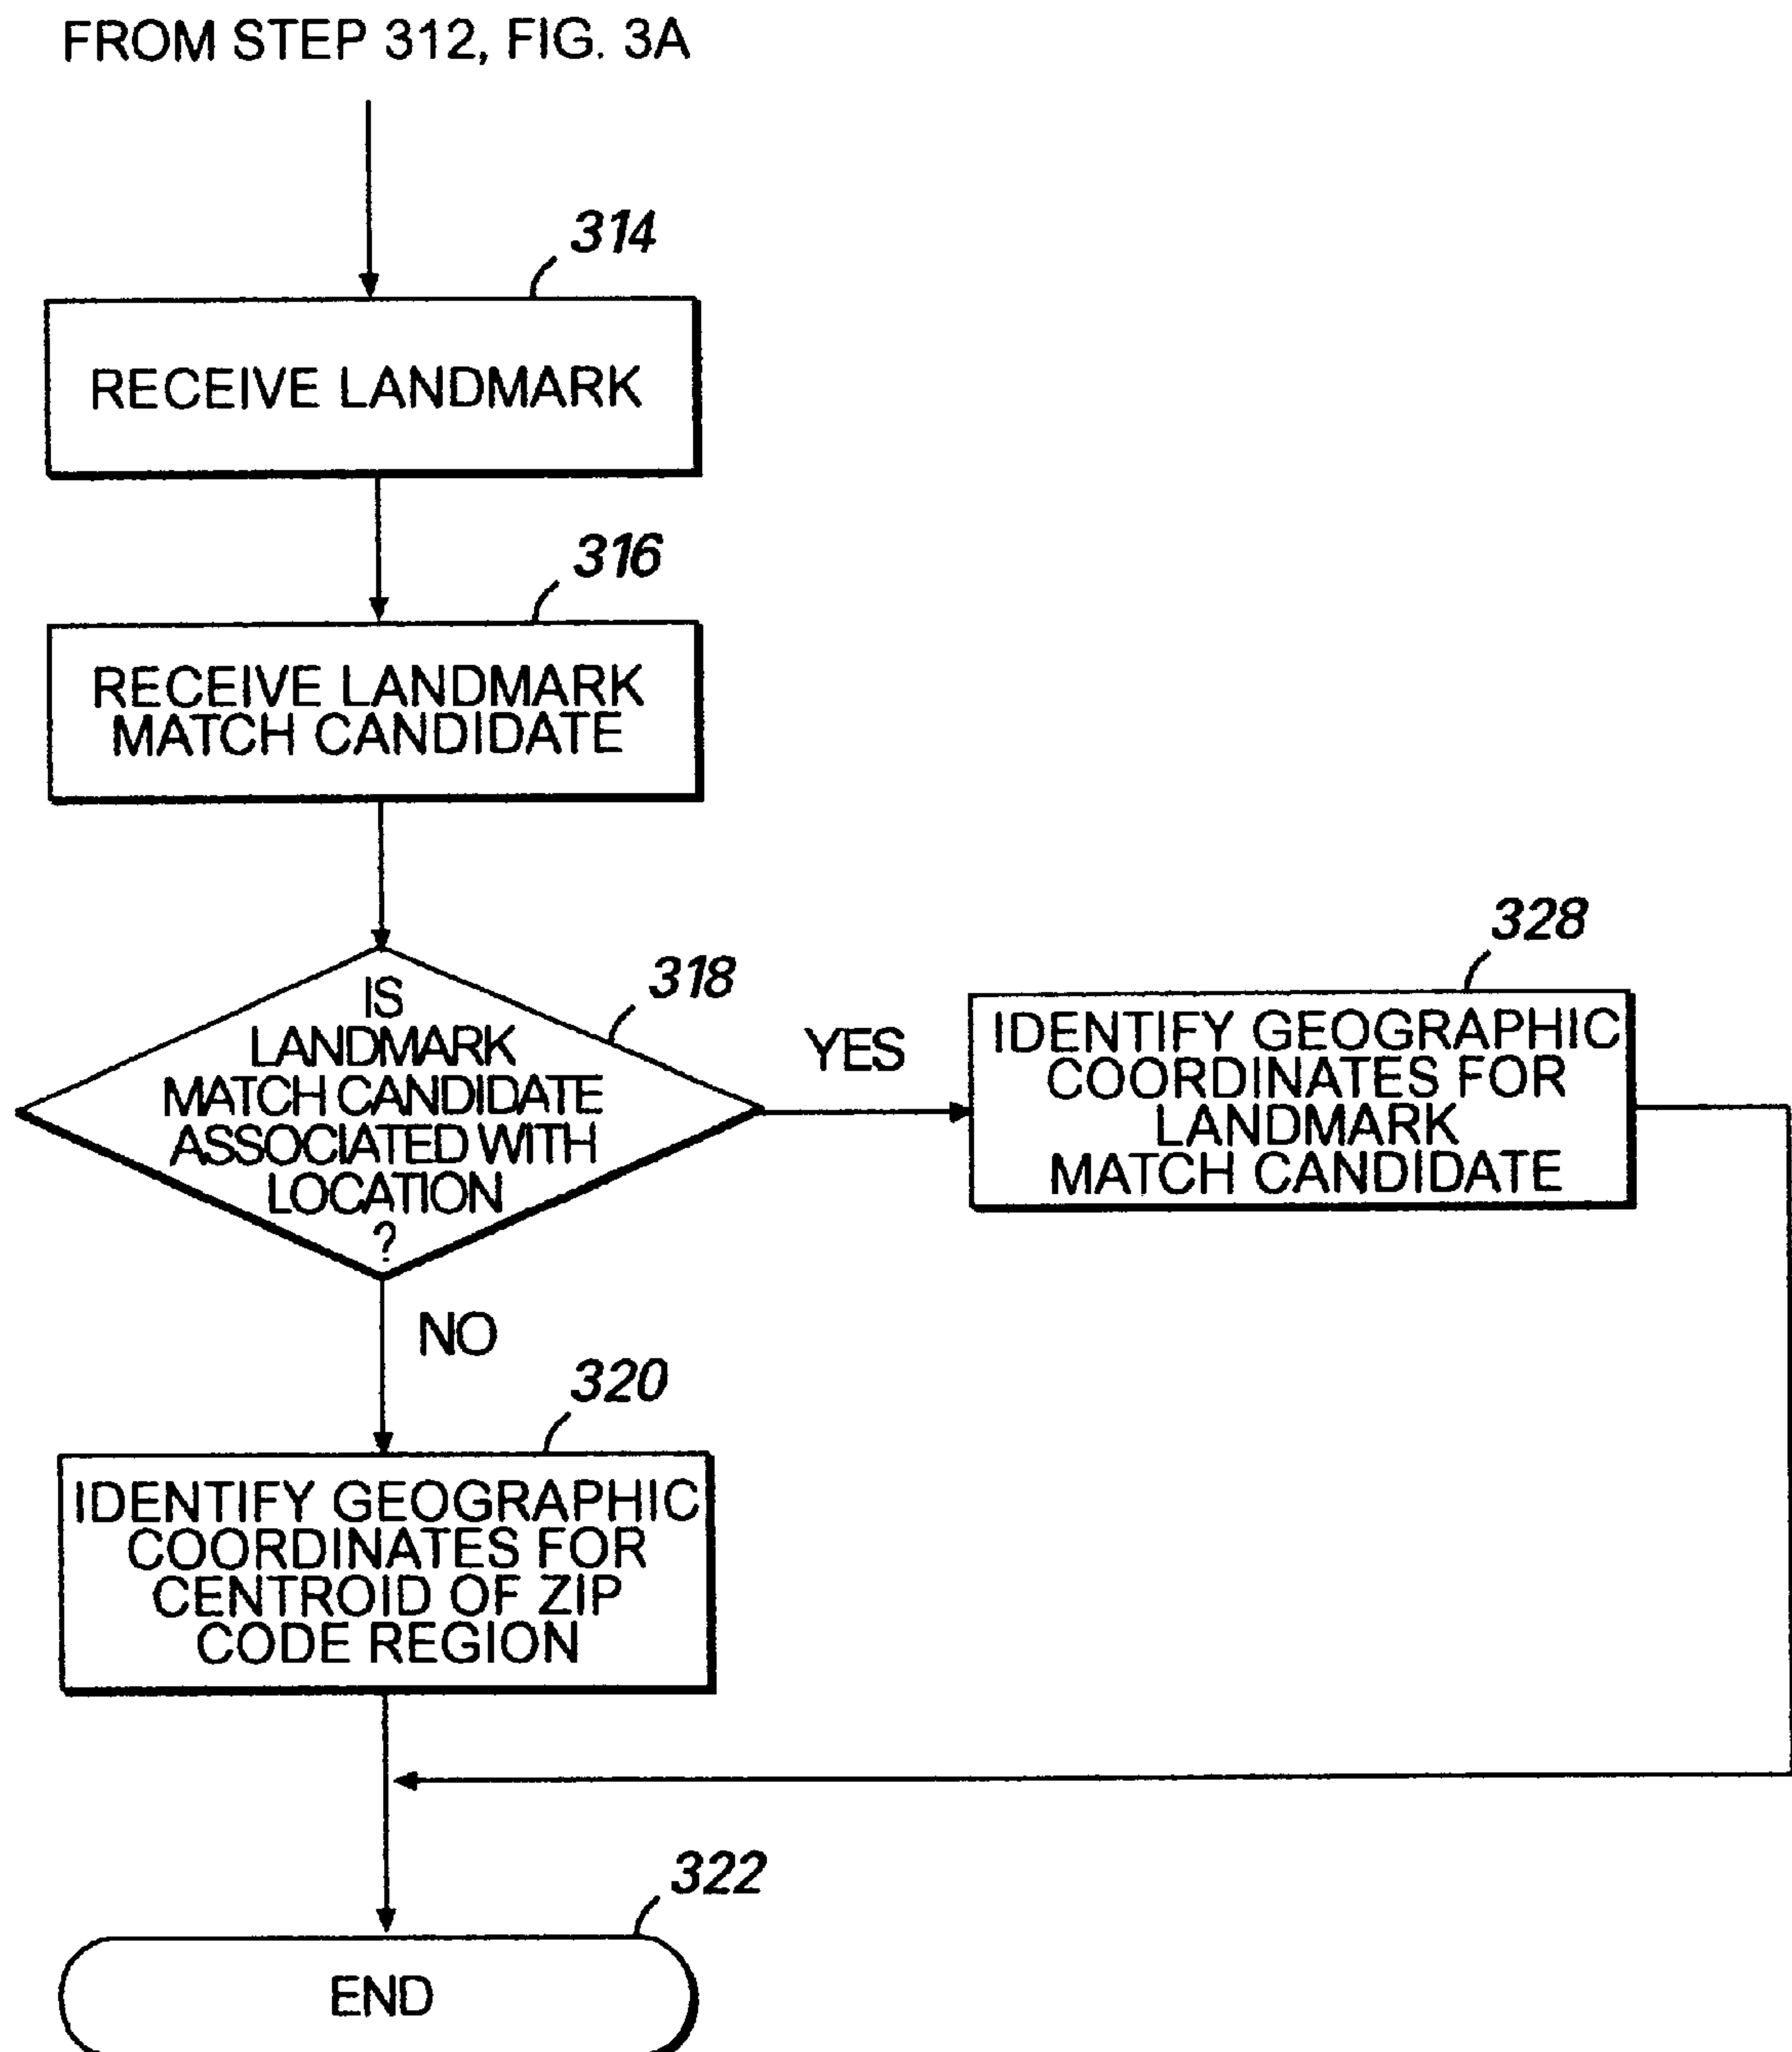 FROM STEP 312, FIG. 3A
314
RECEIVE LANDMARK
316
RECEIVE LANDMARK
MATCH CANDIDATE
318
IS
LANDMARK
MATCH CANDIDATE
ASSOCIATED WITH
LOCATION
?
YES
328
IDENTIFY GEOGRAPHIC
COORDINATES FOR
LANDMARK
MATCH CANDIDATE
NO
320
IDENTIFY GEOGRAPHIC
COORDINATES FOR
CENTROID OF ZIP
CODE REGION
322
END